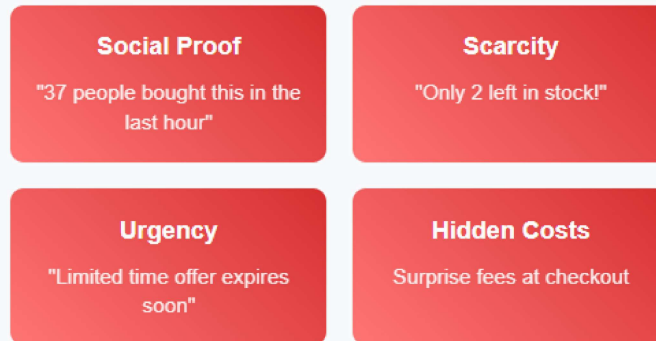 Social Proof
"37 people bought this in the
last hour"
Scarcity
"Only 2 left in stock!"
Urgency
"Limited time offer expires
soon"
Hidden Costs
Surprise fees at checkout